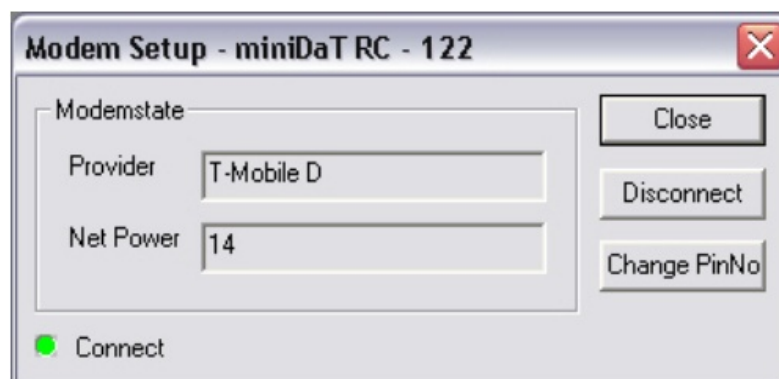 Modem Setup - miniDaT RC - 122
Modemstate
Provider
T-Mobile D
Net Power
14
Connect
Close
Disconnect
Change PinNo